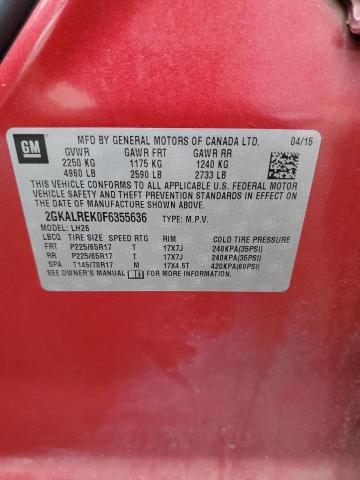 GM
MFD BY GENERAL MOTORS OF CANADA LTD. 04/15
GVWR GAWR FRT GAWR RR
2250 KG 1175 KG 1240 KG
4960 LB 2590 LB 2733 LB
THIS VEHICLE CONFORMS TO ALL APPLICABLE U.S. FEDERAL MOTOR
VEHICLE SAFETY AND THEFT PREVENTION STANDARDS IN EFFECT ON
THE DATE OF MANUFACTURE SHOWN ABOVE.
2GKALREK0F6355636 TYPE: M.P.V.
MODEL: LH26
LBCQ TIRE SIZE SPEED RTG RIM COLD TIRE PRESSURE
FRT P225/65R17 T 17X7J 240KPA(35PSI)
RR P225/65R17 T 17X7J 240KPA(35PSI)
SPA T145/70R17 M 17X4.5T 420KPA(60PSI)
SEE OWNER'S MANUAL FOR ADDITIONAL INFORMATION